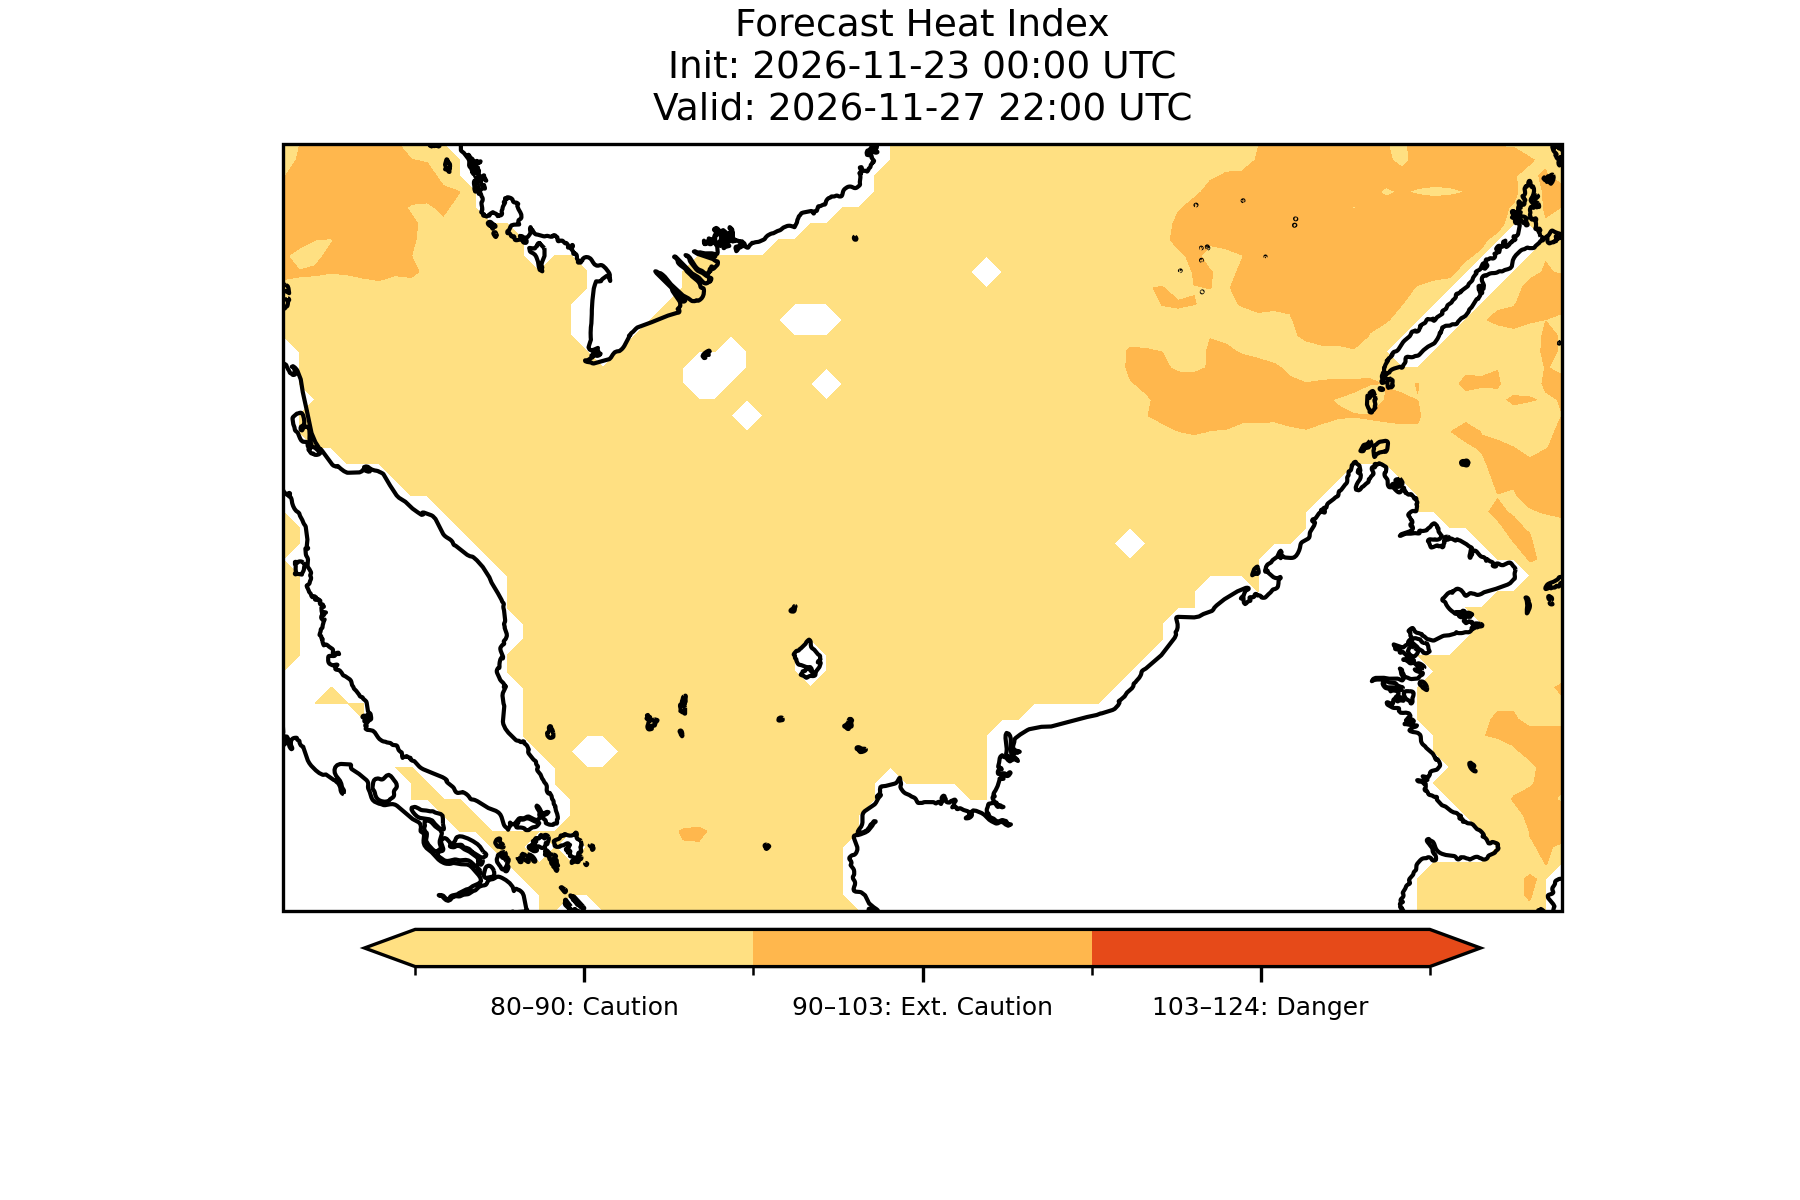 Forecast Heat Index
Init: 2026-11-23 00:00 UTC
Valid: 2026-11-27 22:00 UTC
80–90: Caution
90–103: Ext. Caution
103–124: Danger